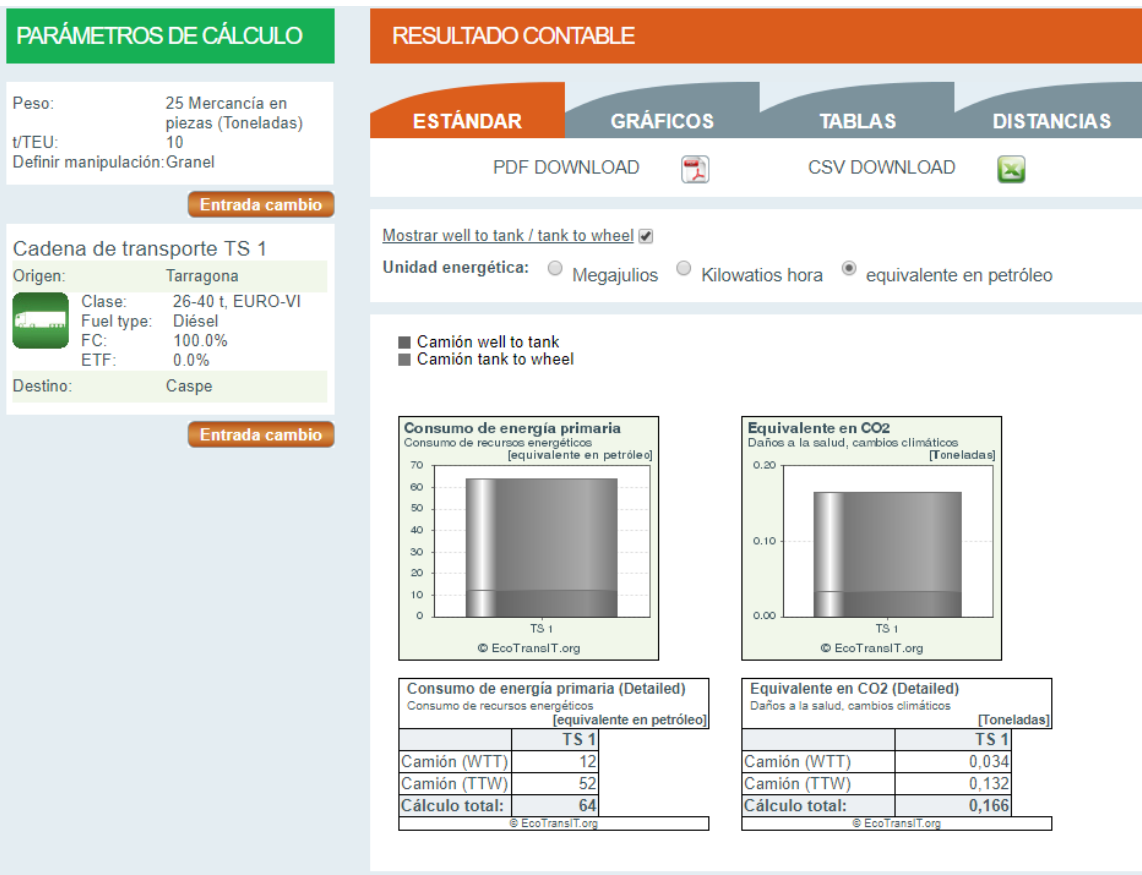 PARÁMETROS DE CÁLCULO
Peso: 25 Mercancía en
piezas (Toneladas)
t/TEU: 10
Definir manipulación: Granel
Entrada cambio
Cadena de transporte TS 1
Origen: Tarragona
Clase: 26-40 t, EURO-VI
Fuel type: Diésel
FC: 100.0%
ETF: 0.0%
Destino: Caspe
Entrada cambio
RESULTADO CONTABLE
ESTÁNDAR GRÁFICOS TABLAS DISTANCIAS
PDF DOWNLOAD CSV DOWNLOAD
Mostrar well to tank / tank to wheel
Unidad energética: Megajulios Kilowatios hora equivalente en petróleo
Camión well to tank
Camión tank to wheel
Consumo de energía primaria
Consumo de recursos energéticos
[equivalente en petróleo]
70
60
50
40
30
20
10
0
TS 1
© EcoTransIT.org
Equivalente en CO2
Daños a la salud, cambios climáticos
[Toneladas]
0.20
0.10
0.00
TS 1
© EcoTransIT.org
Consumo de energía primaria (Detailed)
Consumo de recursos energéticos
[equivalente en petróleo]
TS 1
Camión (WTT) 12
Camión (TTW) 52
Cálculo total: 64
© EcoTransIT.org
Equivalente en CO2 (Detailed)
Daños a la salud, cambios climáticos
[Toneladas]
TS 1
Camión (WTT) 0,034
Camión (TTW) 0,132
Cálculo total: 0,166
© EcoTransIT.org